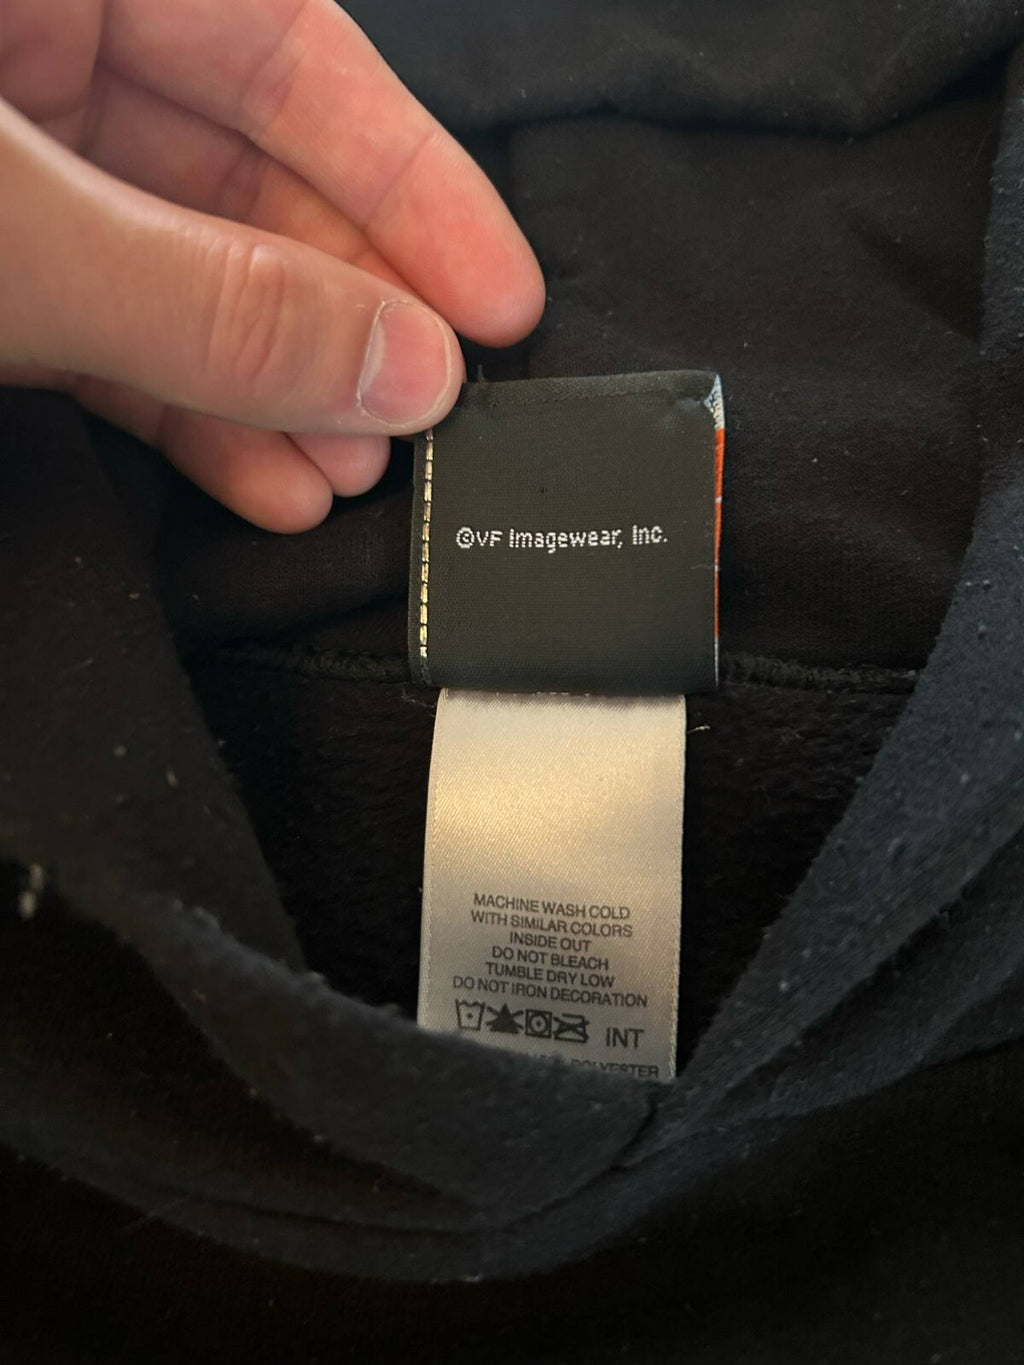 ©VF Imagewear, Inc.
MACHINE WASH COLD
WITH SIMILAR COLORS
INSIDE OUT
DO NOT BLEACH
TUMBLE DRY LOW
DO NOT IRON DECORATION
INT
POLYESTER